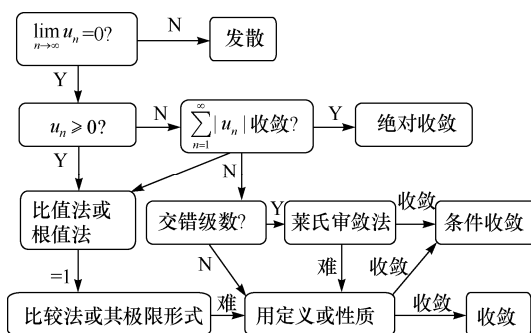 lim uₙ=0?
n→∞
N
发散
Y
uₙ⩾0?
N
∞
∑|uₙ|收敛?
n=1
Y
绝对收敛
Y
N
比值法或
根值法
交错级数?
Y
莱氏审敛法
收敛
条件收敛
=1
N
难
收敛
比较法或其极限形式
难
用定义或性质
收敛
收敛